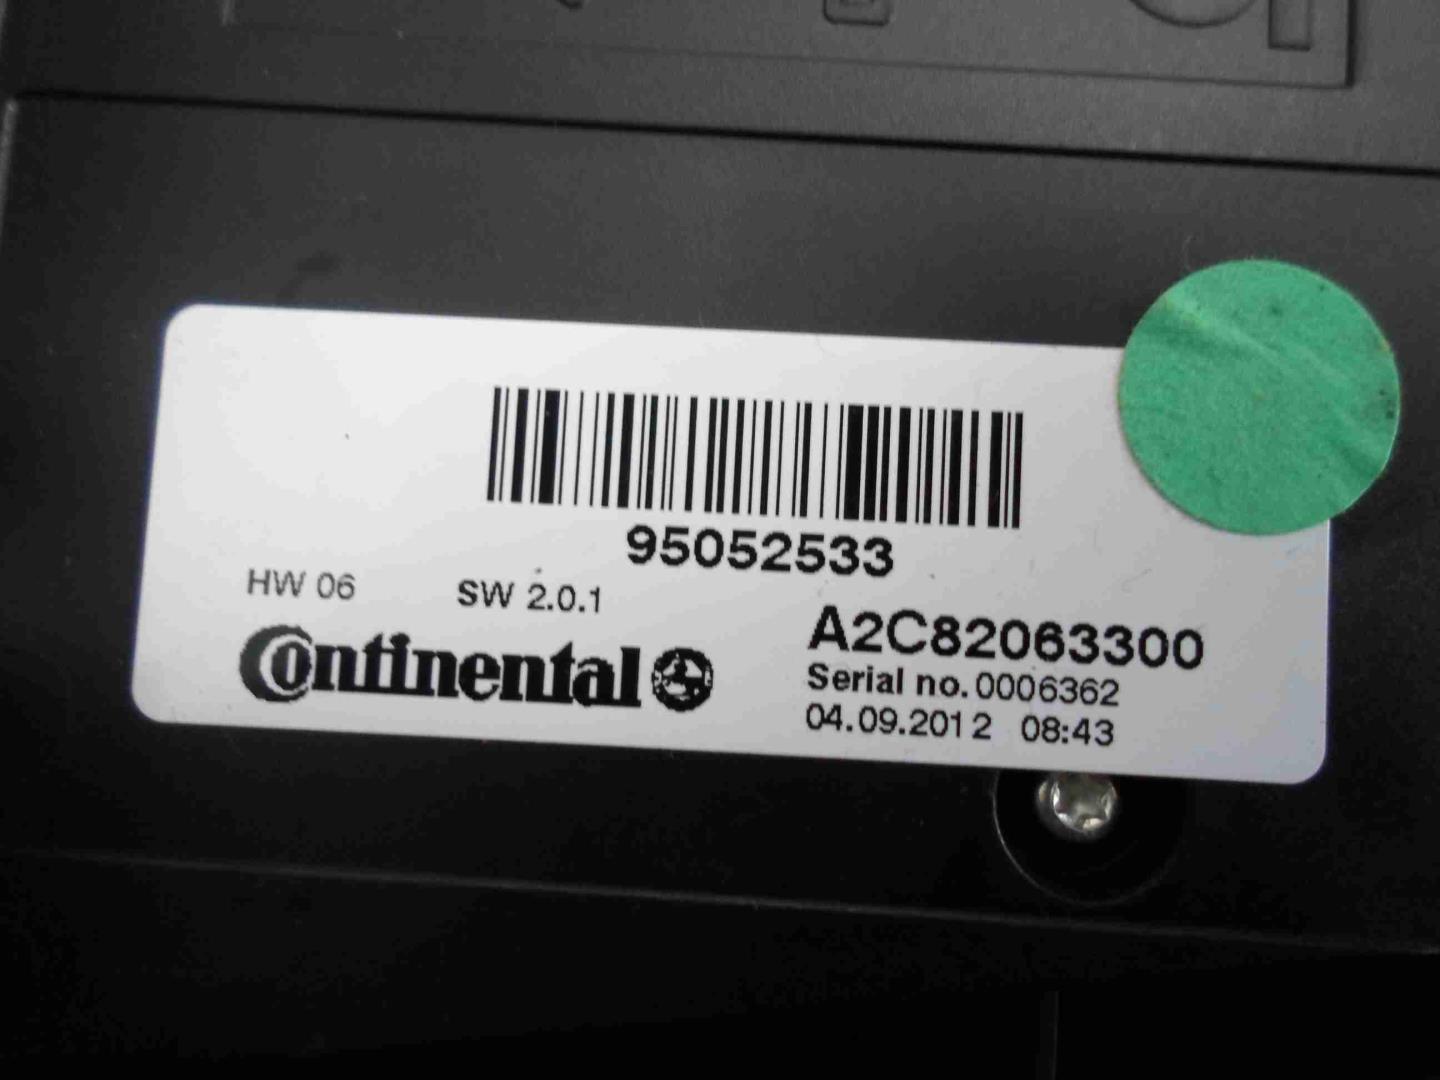 95052533
HW 06 SW 2.0.1
Continental
A2C82063300
Serial no. 0006362
04.09.2012 08:43